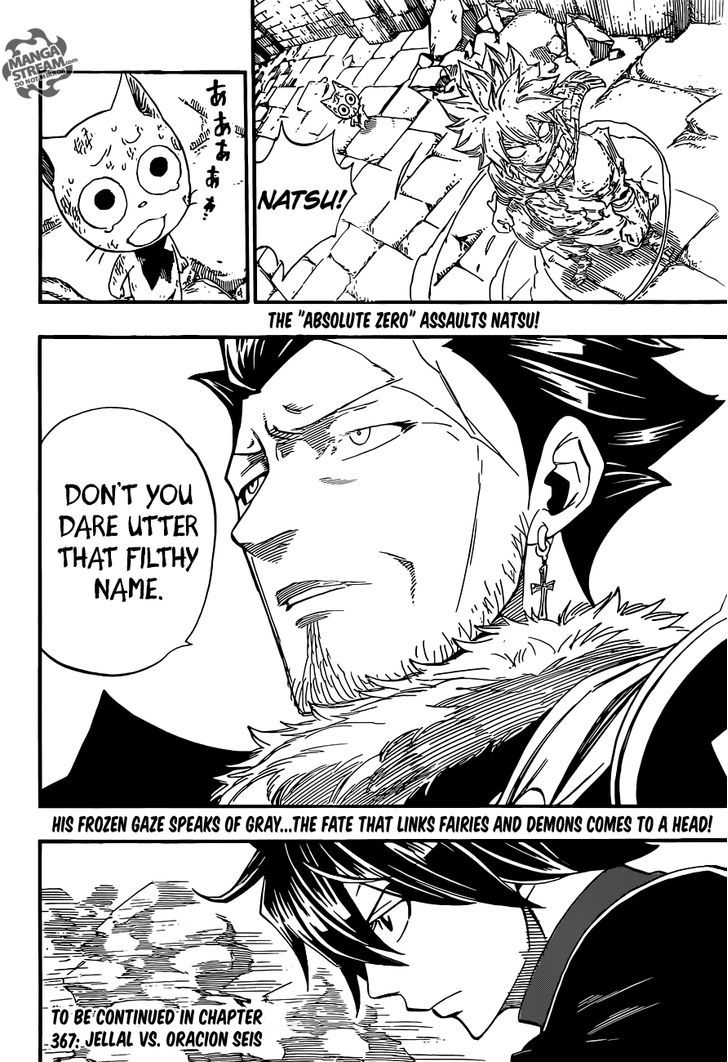 MANGA
STREAM
ああああぁ…
NATSU!
THE "ABSOLUTE ZERO" ASSAULTS NATSU!
DON'T YOU
DARE UTTER
THAT FILTHY
NAME.
HIS FROZEN GAZE SPEAKS OF GRAY...THE FATE THAT LINKS FAIRIES AND DEMONS COMES TO A HEAD!
TO BE CONTINUED IN CHAPTER
367: JELLAL VS. ORACION SEIS